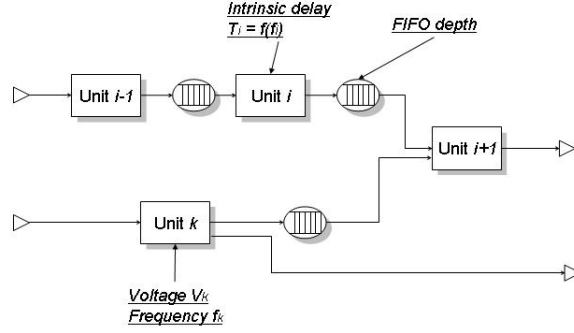 Intrinsic delay
Ti = f(fi)
FIFO depth
Unit i-1
Unit i
Unit i+1
Unit k
Voltage Vk
Frequency fk